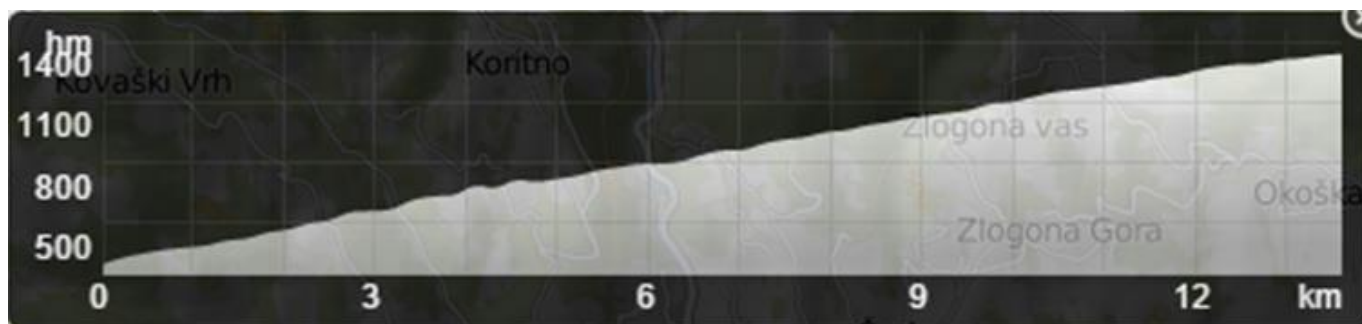 hm
1400
Kovaški Vrh
Koritno
1100
Zlogona vas
800
Okoška
Zlogona Gora
500
0 3 6 9 12 km